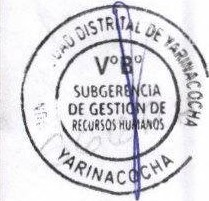 DISTRITAL DE YARINACOCHA
V°B°
SUBGERENCIA
DE GESTIÓN DE
RECURSOS HUMANOS
YARINACOCHA